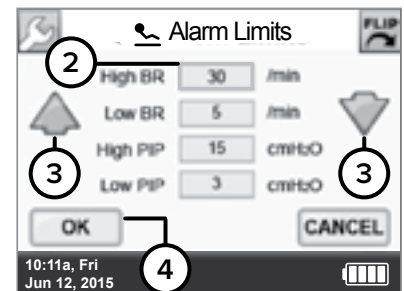 Alarm Limits
FLIP
2
High BR 30 /min
Low BR 5 /min
High PIP 15 cmH2O
Low PIP 3 cmH2O
3
3
OK
CANCEL
4
10:11a, Fri
Jun 12, 2015